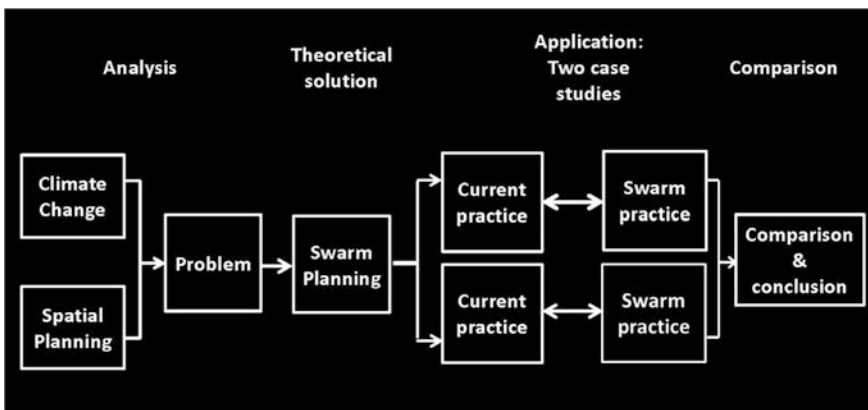 Analysis
Theoretical
solution
Application:
Two case
studies
Comparison
Climate
Change
Spatial
Planning
Problem
Swarm
Planning
Current
practice
Swarm
practice
Current
practice
Swarm
practice
Comparison
&
conclusion